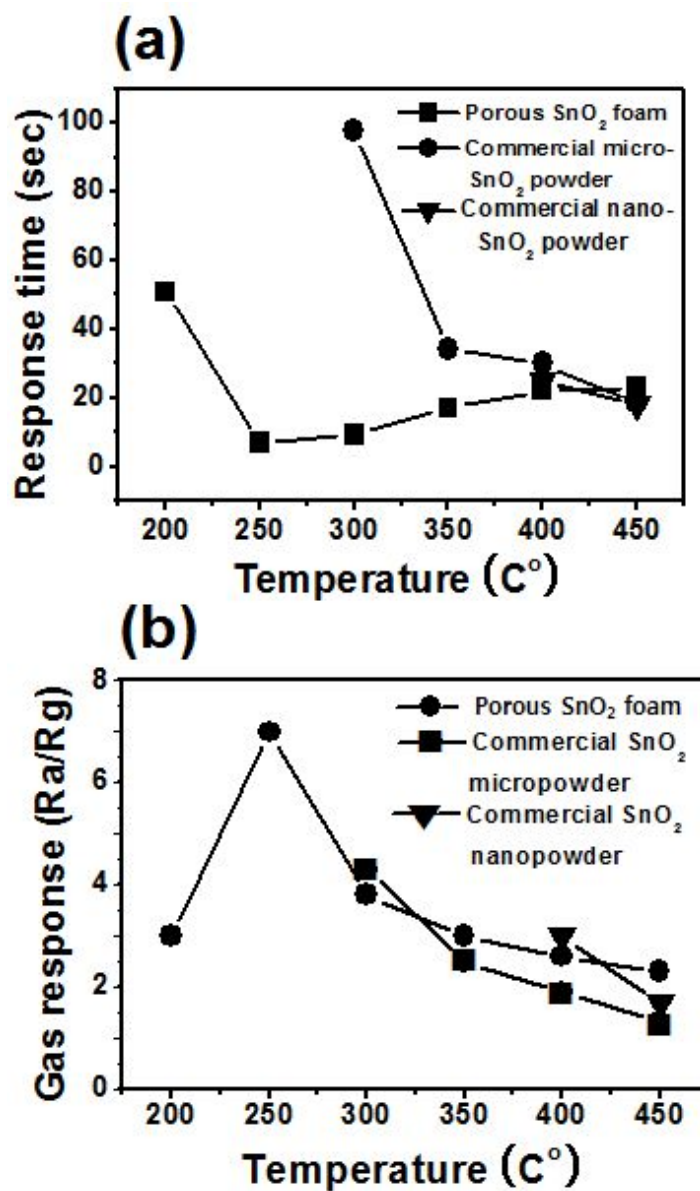 (a)
Porous SnO₂ foam
Commercial micro-
SnO₂ powder
Commercial nano-
SnO₂ powder
Response time (sec)
100
80
60
40
20
0
200 250 300 350 400 450
Temperature (C°)
(b)
Porous SnO₂ foam
Commercial SnO₂
micropowder
Commercial SnO₂
nanopowder
Gas response (Ra/Rg)
8
6
4
2
0
200 250 300 350 400 450
Temperature (C°)